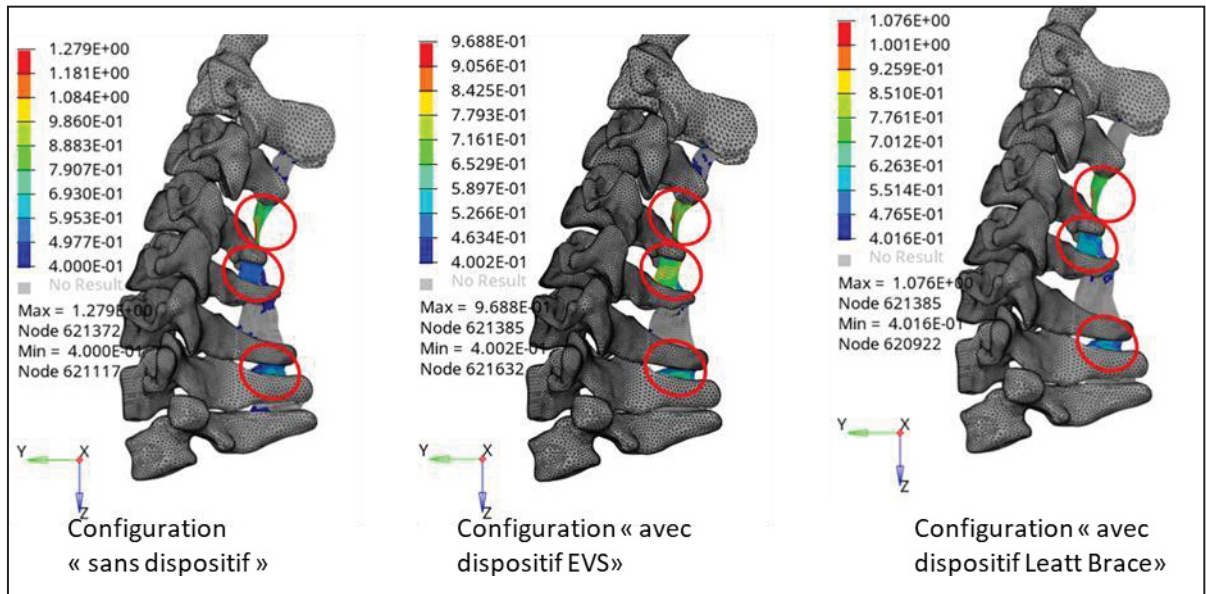 1.279E+00
1.181E+00
1.084E+00
9.860E-01
8.883E-01
7.907E-01
6.930E-01
5.953E-01
4.977E-01
4.000E-01
No Result
Max = 1.279E+00
Node 621372
Min = 4.000E-01
Node 621117
Y
X
Z
Configuration
« sans dispositif »
9.688E-01
9.056E-01
8.425E-01
7.793E-01
7.161E-01
6.529E-01
5.897E-01
5.266E-01
4.634E-01
4.002E-01
No Result
Max = 9.688E-01
Node 621385
Min = 4.002E-01
Node 621632
Y
X
Z
Configuration « avec
dispositif EVS»
1.076E+00
1.001E+00
9.259E-01
8.510E-01
7.761E-01
7.012E-01
6.263E-01
5.514E-01
4.765E-01
4.016E-01
No Result
Max = 1.076E+00
Node 621385
Min = 4.016E-01
Node 620922
Y
X
Z
Configuration « avec
dispositif Leatt Brace»